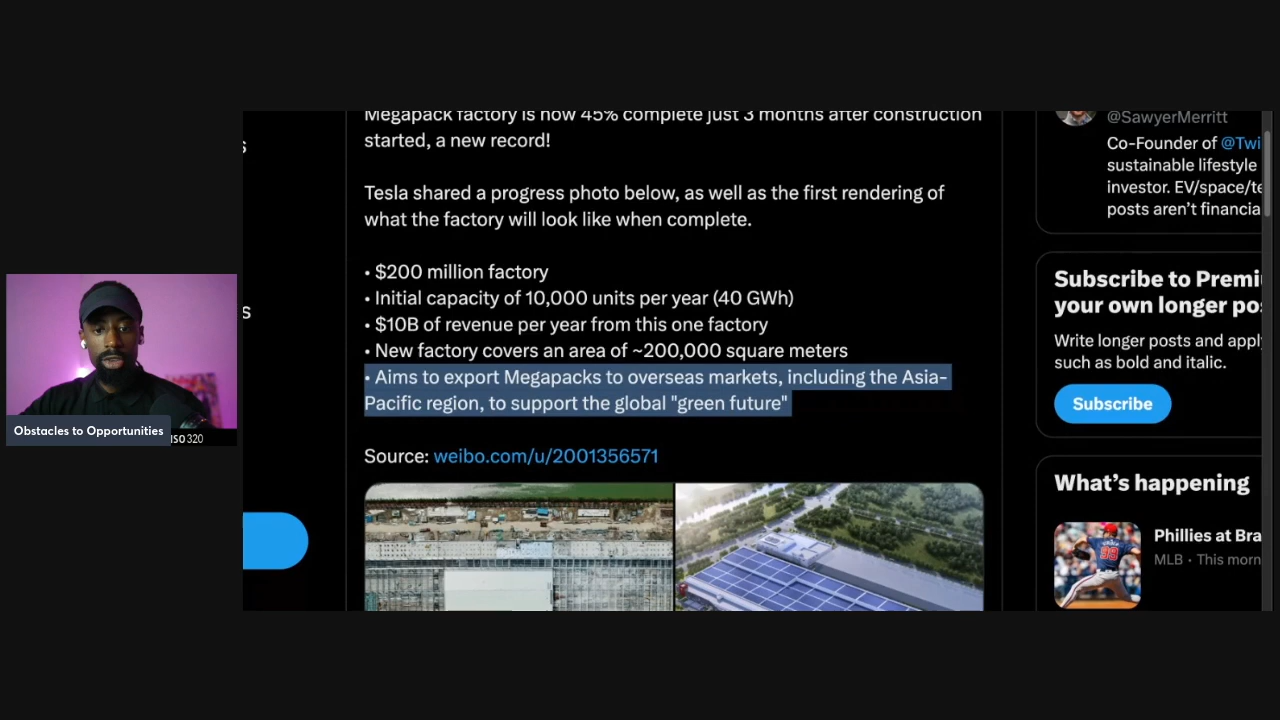 Megapack factory is now 45% complete just 3 months after construction
started, a new record!
Tesla shared a progress photo below, as well as the first rendering of
what the factory will look like when complete.
• $200 million factory
• Initial capacity of 10,000 units per year (40 GWh)
• $10B of revenue per year from this one factory
• New factory covers an area of ~200,000 square meters
• Aims to export Megapacks to overseas markets, including the Asia-
Pacific region, to support the global "green future"
Source: weibo.com/u/2001356571
s
s
@SawyerMerritt
Co-Founder of @Twi
sustainable lifestyle
investor. EV/space/te
posts aren't financia
Subscribe to Premi
your own longer po
Write longer posts and apply
such as bold and italic.
Subscribe
What's happening
Phillies at Bra
MLB · This morn
Obstacles to Opportunities
ISO 320